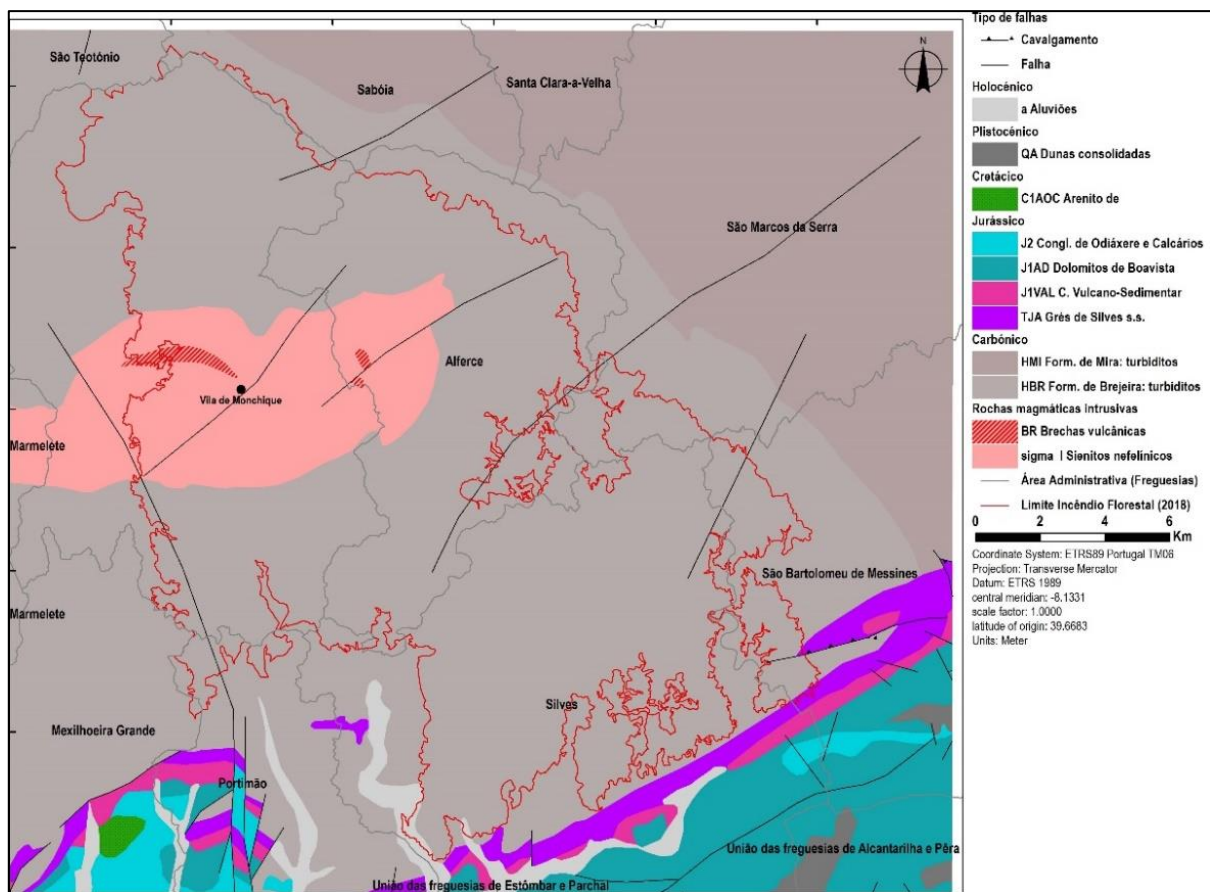 São Teotónio
Sabóia
Santa Clara-a-Velha
N
São Marcos da Serra
Alferce
Vila de Monchique
Marmelete
São Bartolomeu de Messines
Marmelete
Silves
Mexilhoeira Grande
Portimão
União das freguesias de Alcantarilha e Pêra
União das freguesias de Estômbar e Parchal
Tipo de falhas
Cavalgamento
Falha
Holocénico
a Aluviões
Plistocénico
QA Dunas consolidadas
Cretácico
C1AOC Arenito de
Jurássico
J2 Congl. de Odiáxere e Calcários
J1AD Dolomitos de Boavista
J1VAL C. Vulcano-Sedimentar
TJA Grés de Silves s.s.
Carbónico
HMI Form. de Mira: turbiditos
HBR Form. de Brejeira: turbiditos
Rochas magmáticas intrusivas
BR Brechas vulcânicas
sigma I Sienitos nefelinicos
Área Administrativa (Freguesias)
Limite Incêndio Florestal (2018)
0 2 4 6
Km
Coordinate System: ETRS89 Portugal TM06
Projection: Transverse Mercator
Datum: ETRS 1989
central meridian: -8.1331
scale factor: 1.0000
latitude of origin: 39.6683
Units: Meter